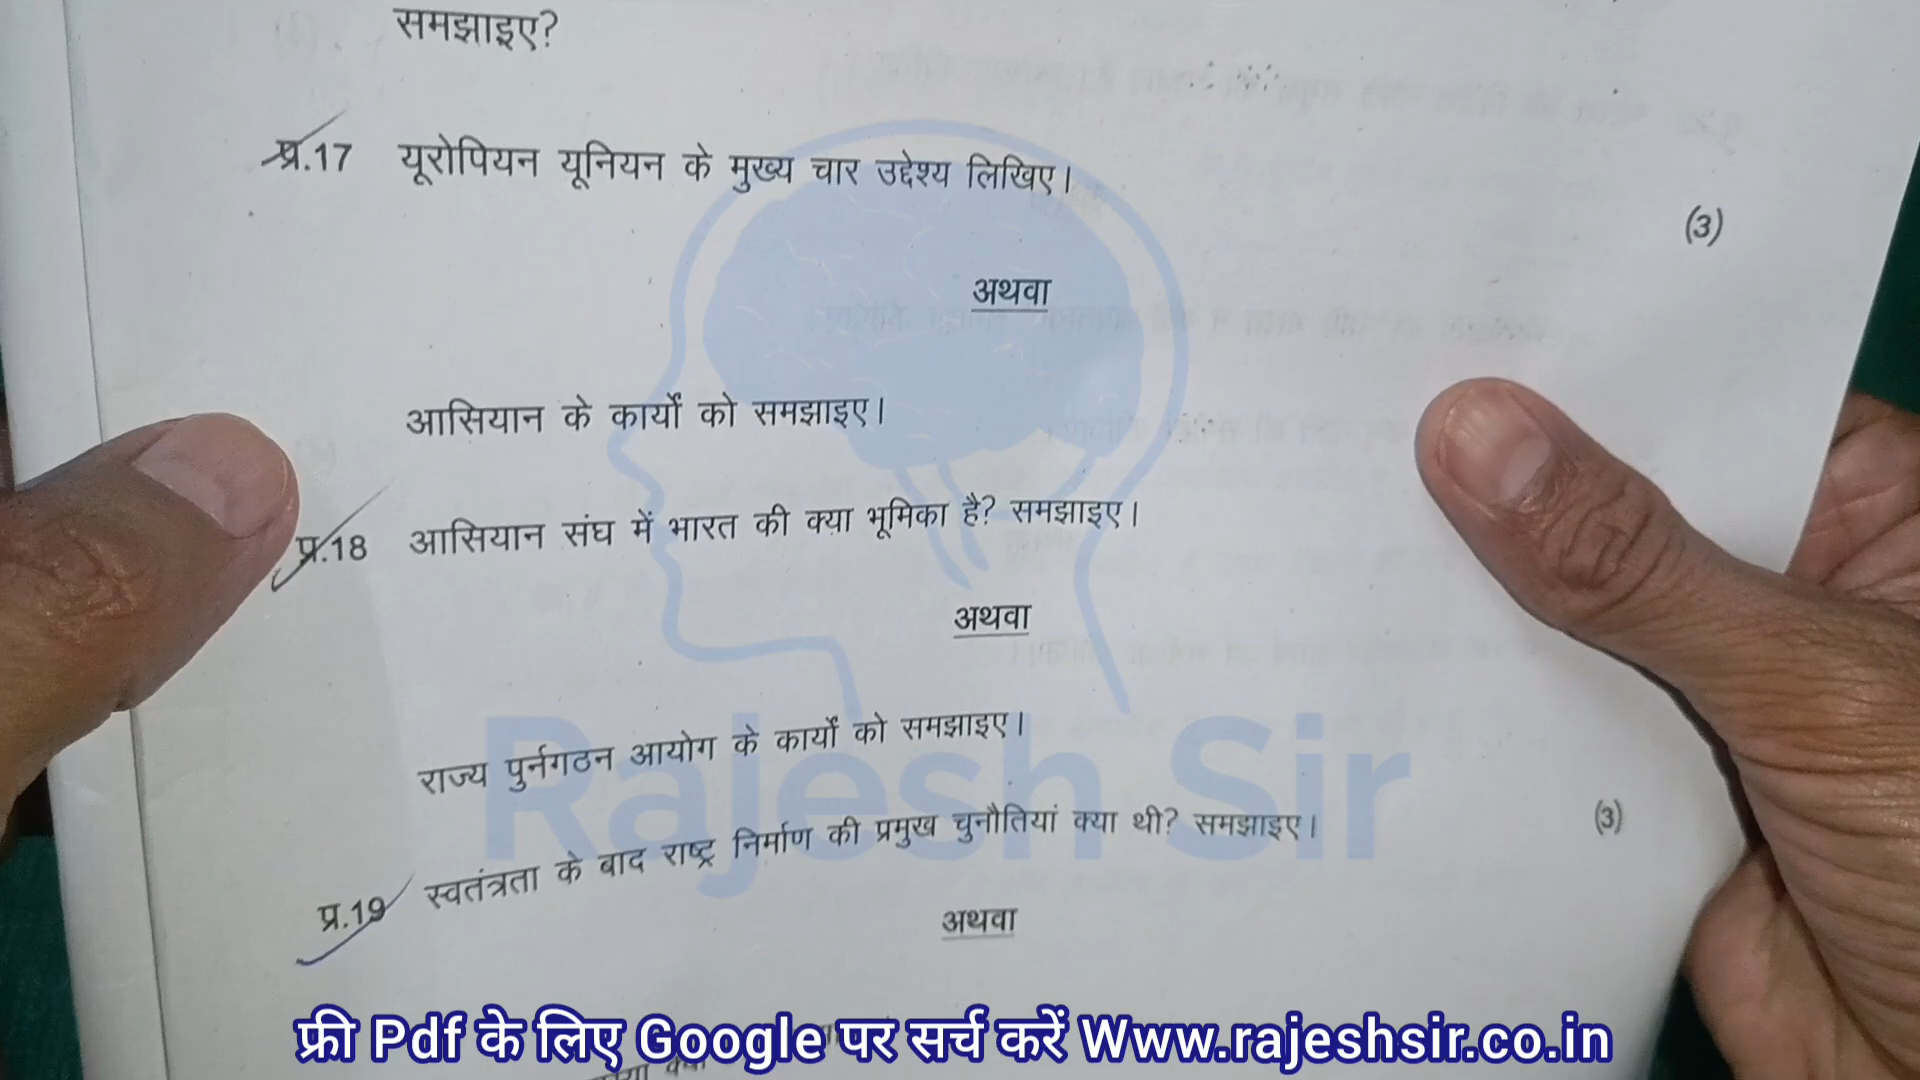 समझाइए?
प्र.17 यूरोपियन यूनियन के मुख्य चार उद्देश्य लिखिए।
(3)
अथवा
आसियान के कार्यों को समझाइए।
प्र.18 आसियान संघ में भारत की क्या भूमिका है? समझाइए।
अथवा
राज्य पुर्नगठन आयोग के कार्यों को समझाइए।
(3)
प्र.19 स्वतंत्रता के बाद राष्ट्र निर्माण की प्रमुख चुनौतियां क्या थी? समझाइए।
अथवा
Rajesh Sir
फ्री Pdf के लिए Google पर सर्च करें Www.rajeshsir.co.in